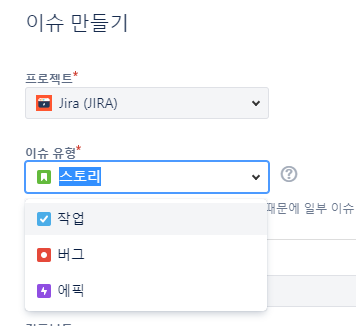 이슈 만들기
프로젝트*
Jira (JIRA)
이슈 유형*
스토리
때문에 일부 이슈
작업
버그
에픽